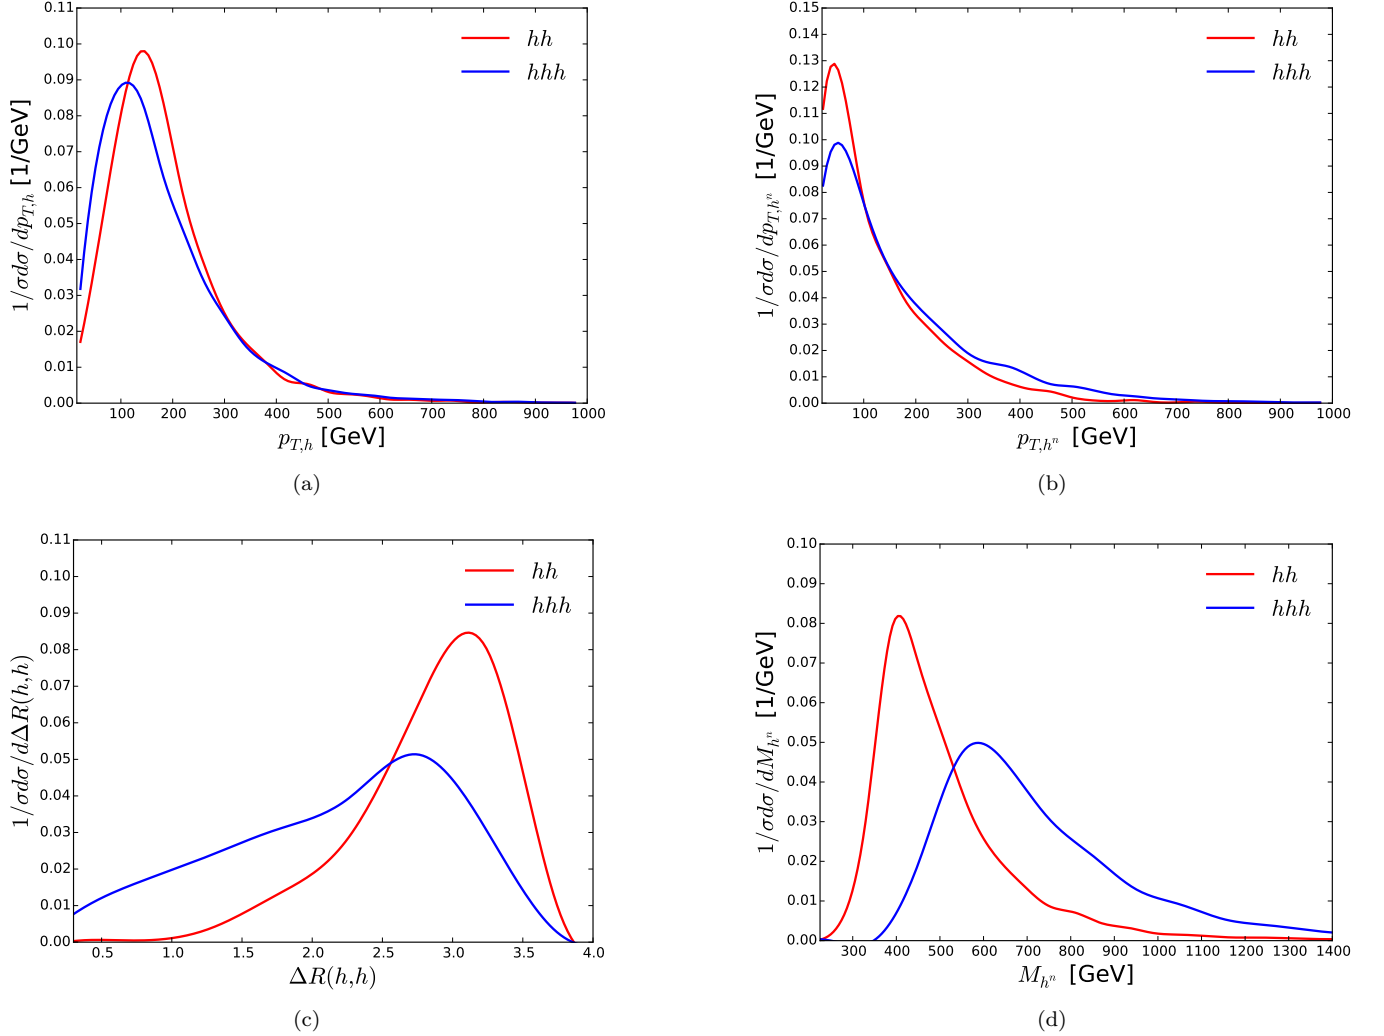 0.11
0.10
0.09
0.08
0.07
0.06
0.05
0.04
0.03
0.02
0.01
0.00
1/σdσ/dp_{T,h} [1/GeV]
hh
hhh
100 200 300 400 500 600 700 800 900 1000
p_{T,h} [GeV]
(a)
0.15
0.14
0.13
0.12
0.11
0.10
0.09
0.08
0.07
0.06
0.05
0.04
0.03
0.02
0.01
0.00
1/σdσ/dp_{T,h^n} [1/GeV]
hh
hhh
100 200 300 400 500 600 700 800 900 1000
p_{T,h^n} [GeV]
(b)
0.11
0.10
0.09
0.08
0.07
0.06
0.05
0.04
0.03
0.02
0.01
0.00
1/σdσ/dΔR(h,h)
hh
hhh
0.5 1.0 1.5 2.0 2.5 3.0 3.5 4.0
ΔR(h,h)
(c)
0.10
0.09
0.08
0.07
0.06
0.05
0.04
0.03
0.02
0.01
0.00
1/σdσ/dM_{h^n} [1/GeV]
hh
hhh
300 400 500 600 700 800 900 1000 1100 1200 1300 1400
M_{h^n} [GeV]
(d)